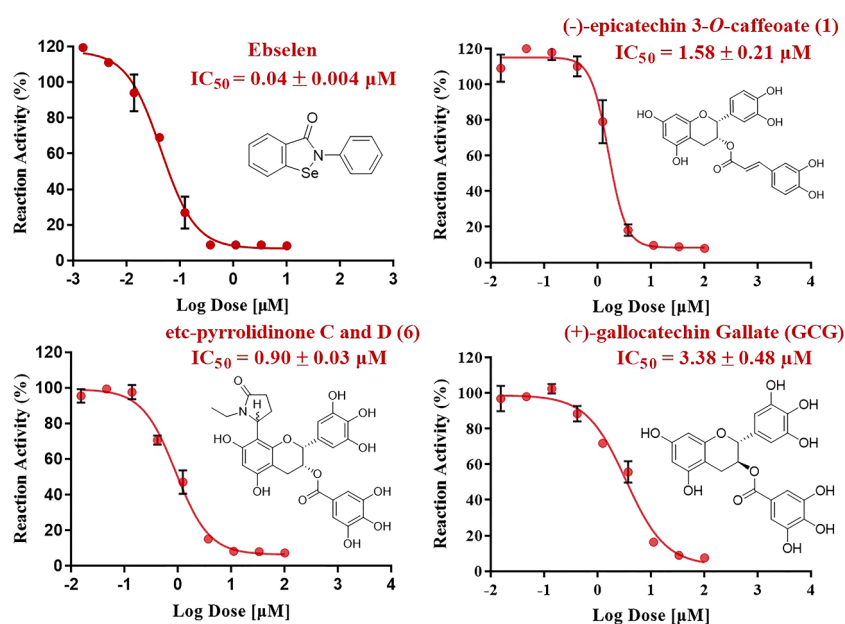 Ebselen
IC50 = 0.04 ± 0.004 µM
Reaction Activity (%)
120
100
80
60
40
20
0
-3
-2
-1
0
1
2
3
Log Dose [µM]
O
N
Se
(-)-epicatechin 3-O-caffeoate (1)
IC50 = 1.58 ± 0.21 µM
Reaction Activity (%)
120
100
80
60
40
20
0
-2
-1
0
1
2
3
4
Log Dose [µM]
OH
OH
HO
O
O
OH
O
OH
OH
etc-pyrrolidinone C and D (6)
IC50 = 0.90 ± 0.03 µM
Reaction Activity (%)
120
100
80
60
40
20
0
-2
-1
0
1
2
3
4
Log Dose [µM]
O
H
N
OH
OH
HO
O
OH
O
OH
O
OH
OH
OH
(+)-gallocatechin Gallate (GCG)
IC50 = 3.38 ± 0.48 µM
Reaction Activity (%)
100
80
60
40
20
0
-2
-1
0
1
2
3
4
Log Dose [µM]
OH
OH
HO
O
OH
O
OH
O
OH
OH
OH